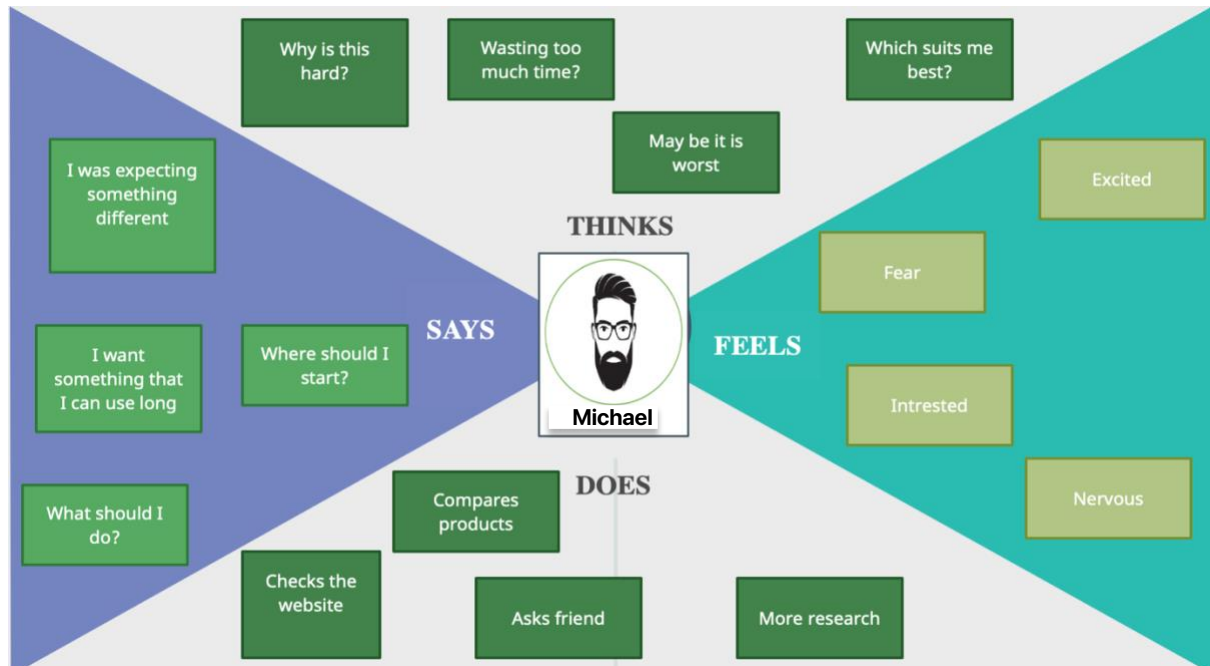 Why is this
hard?
Wasting too
much time?
Which suits me
best?
May be it is
worst
I was expecting
something
different
Excited
THINKS
Fear
SAYS
FEELS
I want
something that
I can use long
Where should I
start?
Intrested
Michael
DOES
Compares
products
Nervous
What should I
do?
Checks the
website
Asks friend
More research